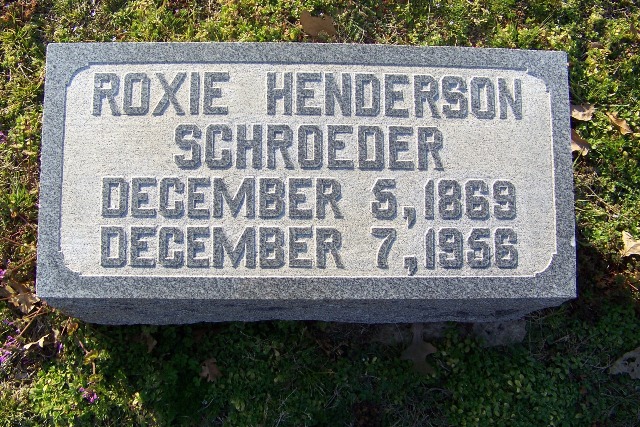 ROXIE HENDERSON
SCHROEDER
DECEMBER 5, 1869
DECEMBER 7, 1956